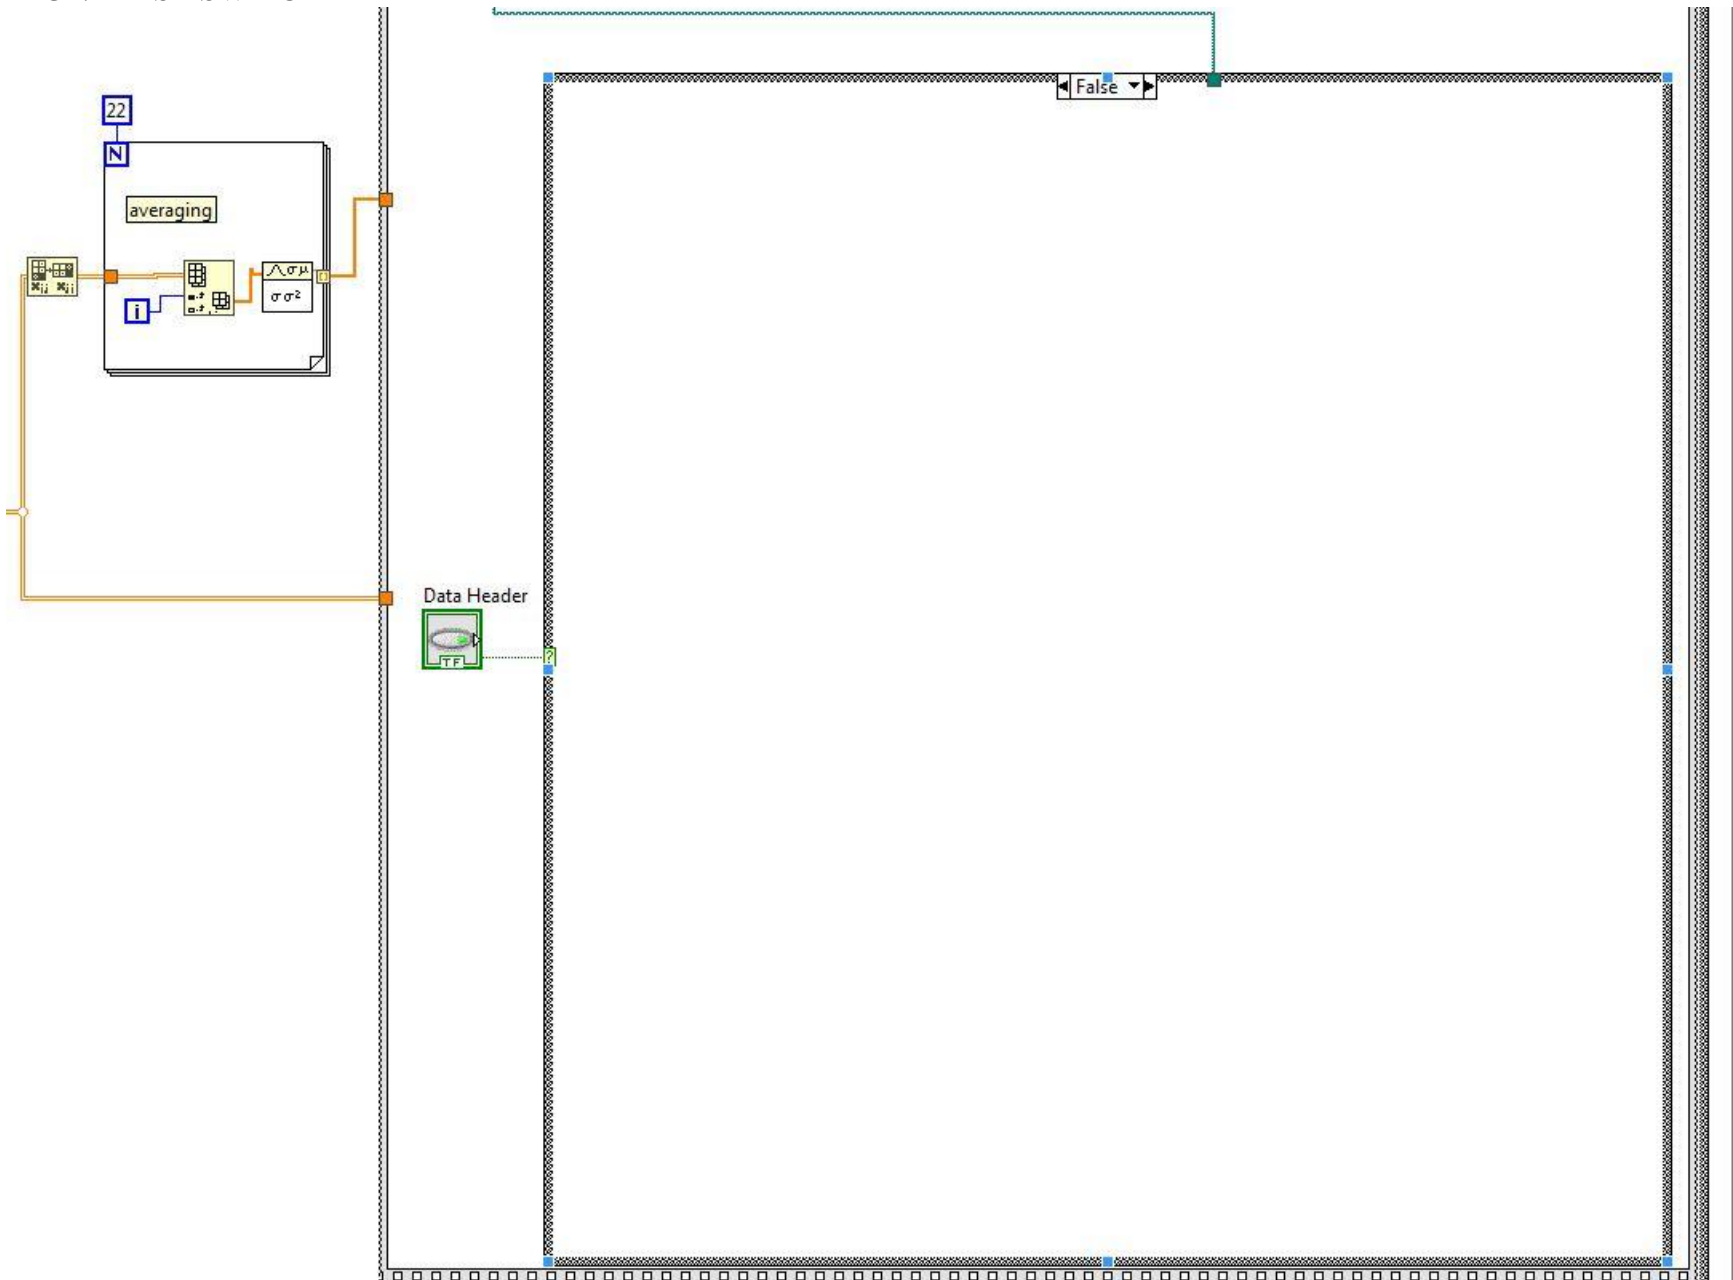 False
22
N
averaging
i
σ μ
σ σ²
Data Header
?
TF